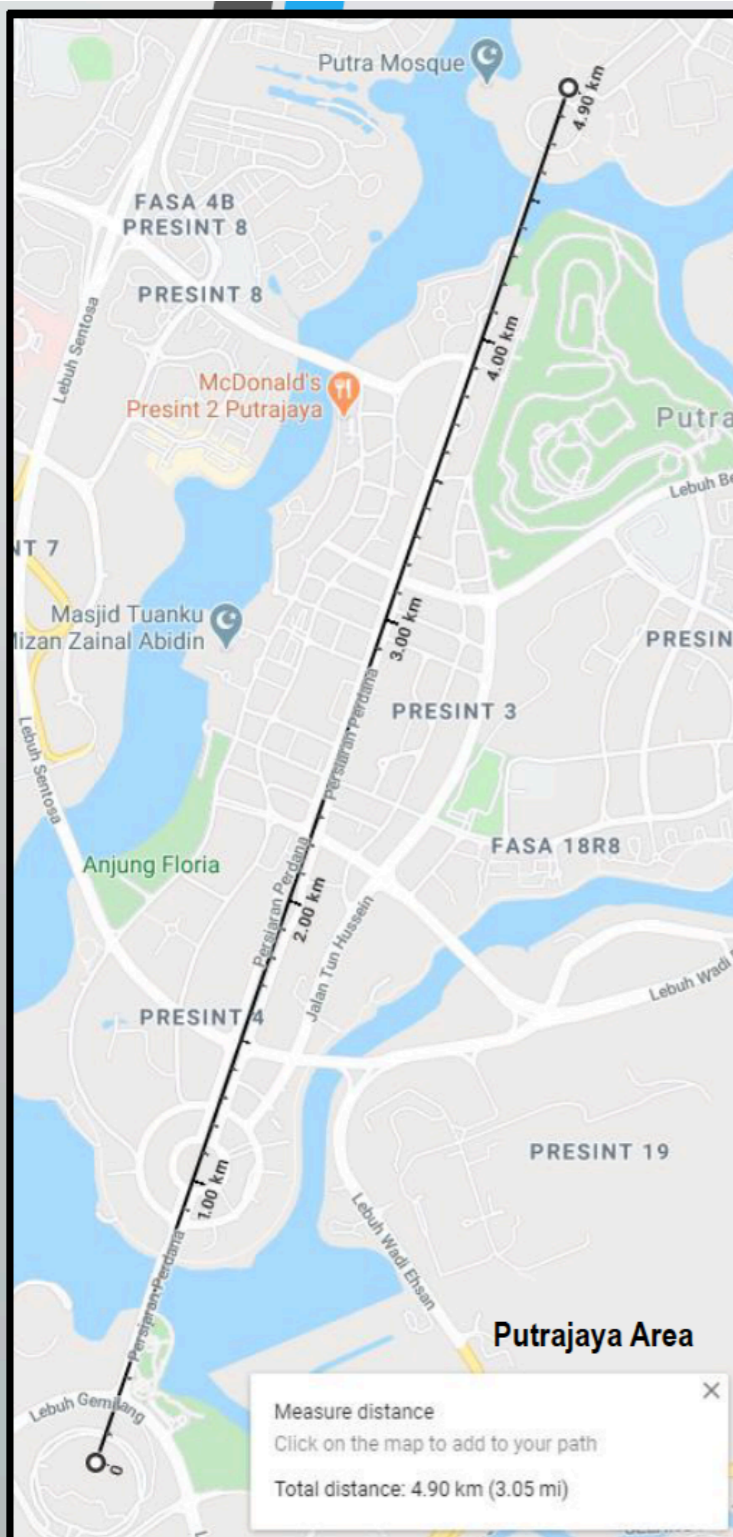 Putra Mosque
4.90 km
FASA 4B
PRESINT 8
PRESINT 8
Lebuh Sentosa
4.00 km
McDonald's
Presint 2 Putrajaya
Putra
Lebuh Be
NT 7
Masjid Tuanku
Mizan Zainal Abidin
3.00 km
PRESIN
Persiaran Perdana
PRESINT 3
Lebuh Sentosa
FASA 18R8
Anjung Floria
Persiaran Perdana
2.00 km
Jalan Tun Hussein
Lebuh Wadi
PRESINT 4
PRESINT 19
1.00 km
Lebuh Wadi Ehsan
Persiaran Perdana
Putrajaya Area
Lebuh Gemilang
0
Measure distance
Click on the map to add to your path
Total distance: 4.90 km (3.05 mi)